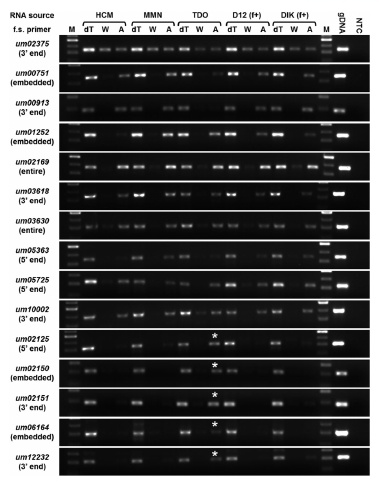 RNA source HCM MMN TDO D12 (f+) DIK (f+)
f.s. primer M dT W A dT W A dT W A dT W A dT W A M gDNA NTC
um02375
(3' end)
um00751
(embedded)
um00913
(3' end)
um01252
(embedded)
um02169
(entire)
um03618
(3' end)
um03630
(entire)
um05363
(5' end)
um05725
(5' end)
um10002
(3' end)
um02125
(5' end)
*
um02150
(embedded)
*
um02151
(3' end)
*
um06164
(embedded)
*
um12232
(3' end)
*